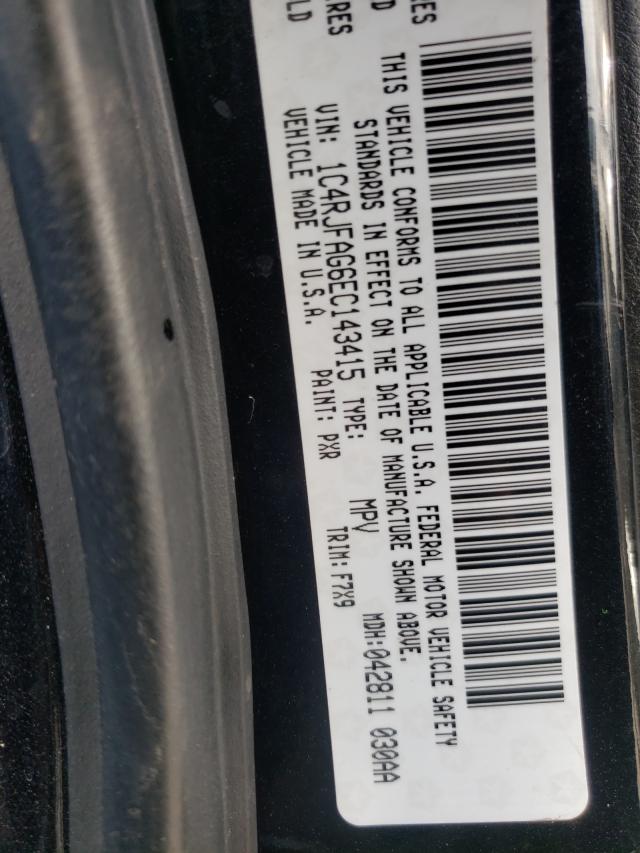 THIS VEHICLE CONFORMS TO ALL APPLICABLE U.S.A. FEDERAL MOTOR VEHICLE SAFETY
STANDARDS IN EFFECT ON THE DATE OF MANUFACTURE SHOWN ABOVE.
VIN: 1C4RJFAG6EC143415 TYPE: MPV MDH:042811 030AA
VEHICLE MADE IN U.S.A. PAINT: PXR TRIM:F7X9